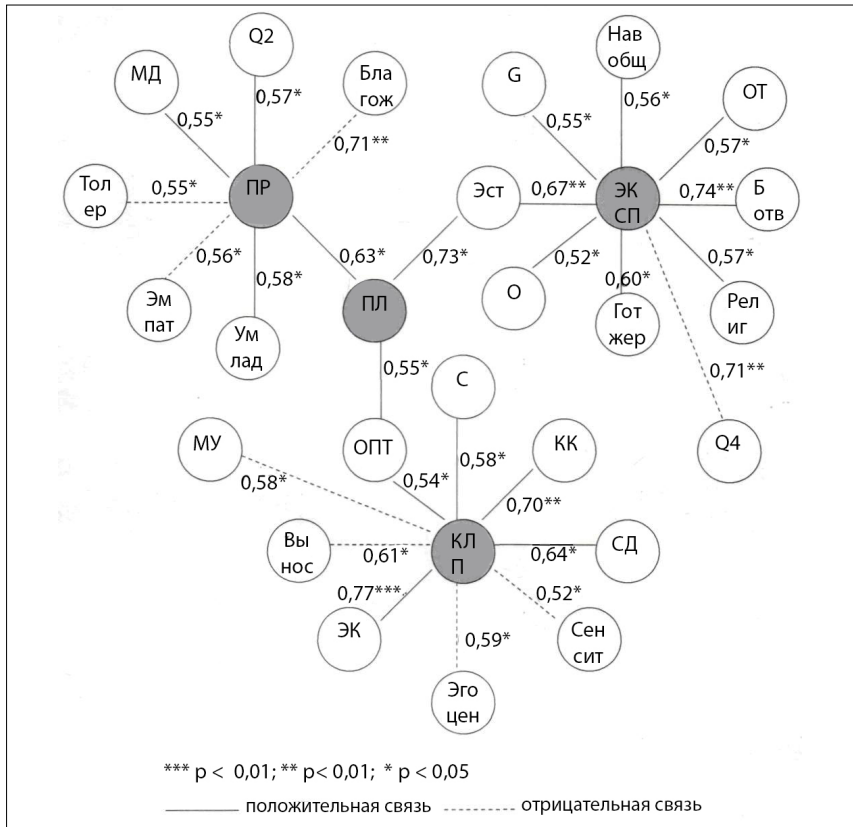 Q2
МД
Бла
гож
0,57*
0,55*
0,71**
Тол
ер
0,55*
ПР
0,56*
0,58*
0,63*
Эм
пат
Ум
лад
ПЛ
Эст
0,73*
0,67**
Нав
общ
G
ОТ
0,56*
0,55*
0,57*
ЭК
СП
0,74**
Б
отв
0,52*
0,60*
0,57*
О
Гот
жер
Рел
иг
0,71**
Q4
0,55*
С
МУ
ОПТ
КК
0,58*
0,54*
0,58*
0,70**
Вы
нос
0,61*
КЛ
П
0,64*
СД
0,77***
0,59*
0,52*
ЭК
Эго
цен
Сен
сит
*** p < 0,01; ** p< 0,01; * p < 0,05
положительная связь отрицательная связь